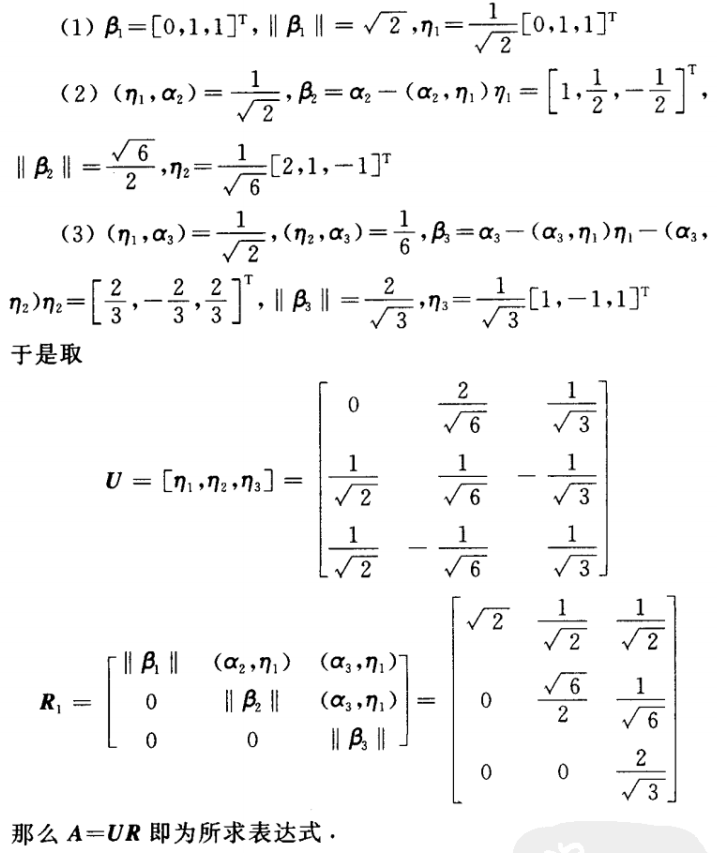 (1) β₁=[0,1,1]ᵀ, ‖β₁‖=√2, η₁=1/√2[0,1,1]ᵀ
(2) (η₁,α₂)=1/√2, β₂=α₂-(α₂,η₁)η₁=[1,1/2,-1/2]ᵀ,
‖β₂‖=√6/2, η₂=1/√6[2,1,-1]ᵀ
(3) (η₁,α₃)=1/√2, (η₂,α₃)=1/6, β₃=α₃-(α₃,η₁)η₁-(α₃,
η₂)η₂=[2/3,-2/3,2/3]ᵀ, ‖β₃‖=2/√3, η₃=1/√3[1,-1,1]ᵀ
于是取
U = [η₁,η₂,η₃] = [0 2/√6 1/√3
1/√2 1/√6 -1/√3
1/√2 -1/√6 1/√3]
R₁ = [‖β₁‖ (α₂,η₁) (α₃,η₁)
0 ‖β₂‖ (α₃,η₁)
0 0 ‖β₃‖] = [√2 1/√2 1/√2
0 √6/2 1/√6
0 0 2/√3]
那么 A=UR 即为所求表达式.